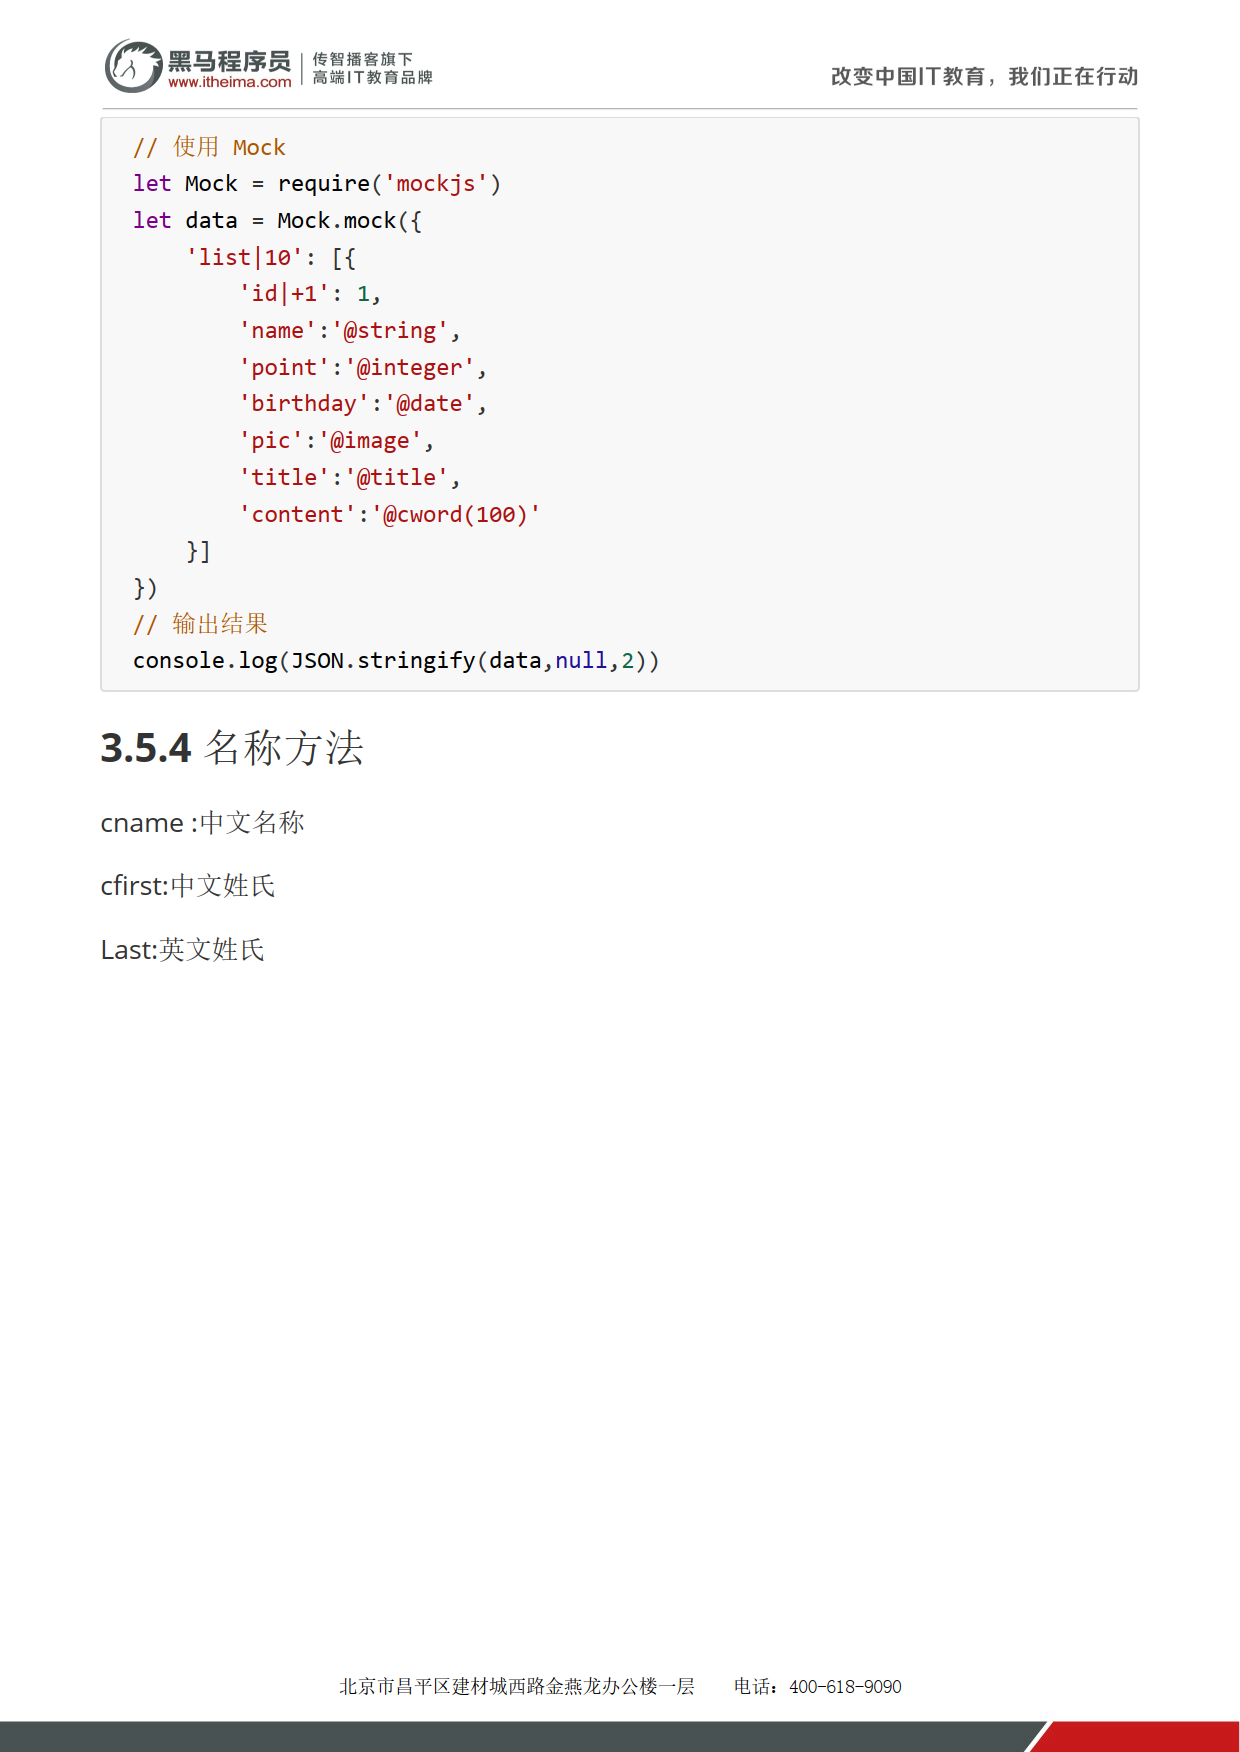 黑马程序员
www.itheima.com
传智播客旗下
高端IT教育品牌
改变中国IT教育，我们正在行动
// 使用 Mock
let Mock = require('mockjs')
let data = Mock.mock({
    'list|10': [{
        'id|+1': 1,
        'name':'@string',
        'point':'@integer',
        'birthday':'@date',
        'pic':'@image',
        'title':'@title',
        'content':'@cword(100)'
    }]
})
// 输出结果
console.log(JSON.stringify(data,null,2))
3.5.4 名称方法
cname :中文名称
cfirst:中文姓氏
Last:英文姓氏
北京市昌平区建材城西路金燕龙办公楼一层 电话：400-618-9090